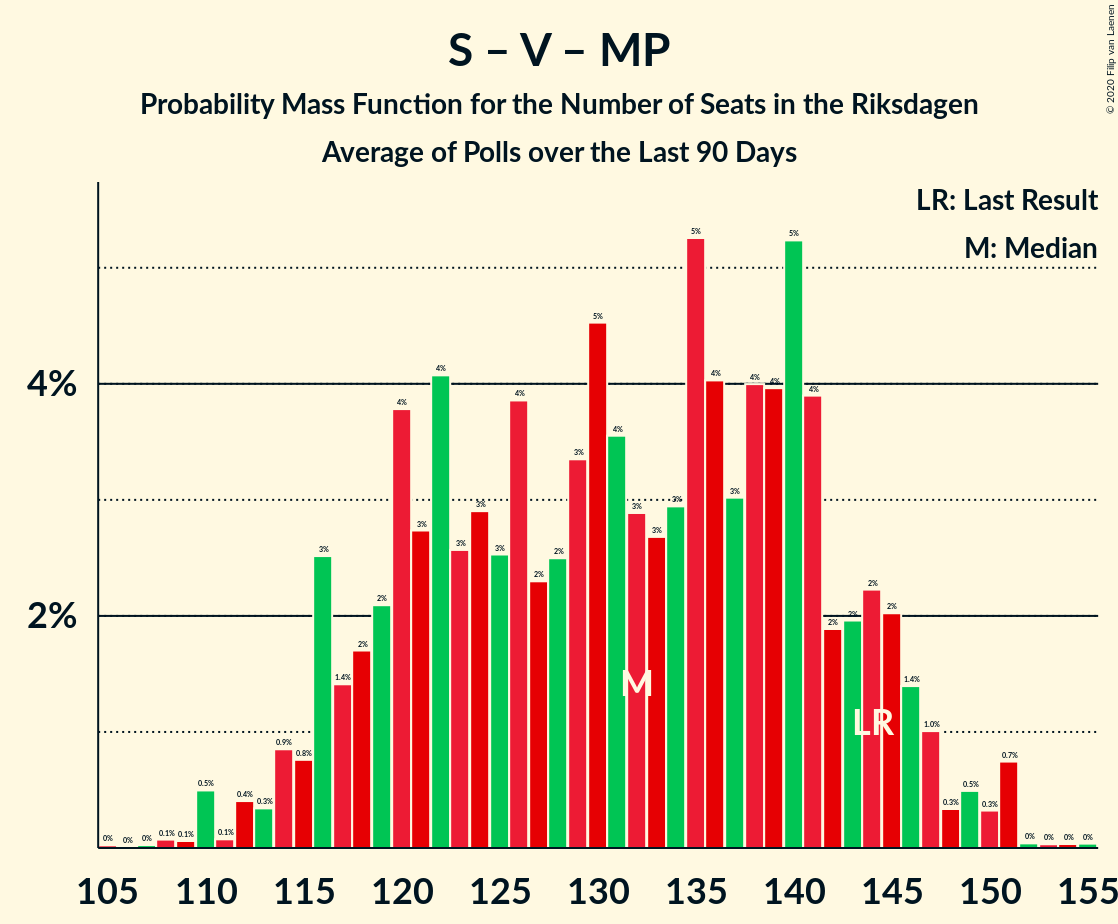 S – V – MP
Probability Mass Function for the Number of Seats in the Riksdagen
Average of Polls over the Last 90 Days
© 2020 Filip van Laenen
LR: Last Result
M: Median
4%
2%
0% 0% 0% 0.1% 0.1% 0.5% 0.1% 0.4% 0.3% 0.9% 0.8% 3% 1.4% 2% 2% 4% 3% 4% 3% 3% 3% 4% 2% 2% 3% 5% 4% 3% 3% 3% 5% 4% 3% 4% 4% 5% 4% 2% 2% 2% 2% 1.4% 1.0% 0.3% 0.5% 0.3% 0.7% 0% 0% 0% 0%
M
LR
105 110 115 120 125 130 135 140 145 150 155